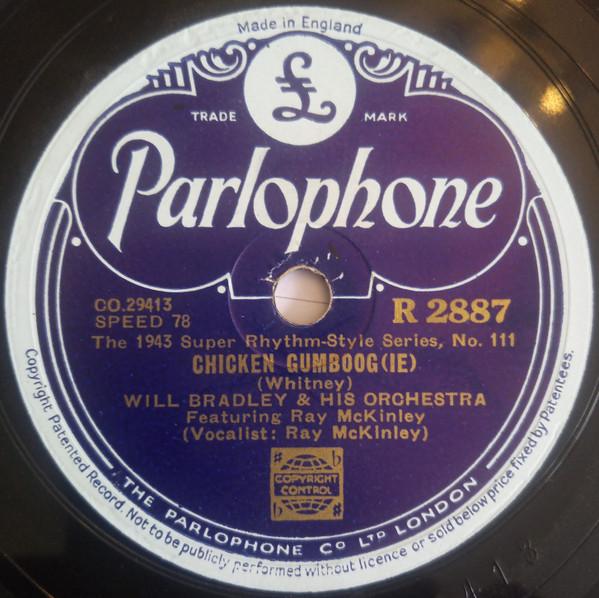 Made in England
£
TRADE MARK
Parlophone
CO.29413
SPEED 78
R 2887
The 1943 Super Rhythm-Style Series, No. 111
CHICKEN GUMBOOG(IE)
(Whitney)
WILL BRADLEY & HIS ORCHESTRA
Featuring Ray McKinley
(Vocalist: Ray McKinley)
COPYRIGHT
CONTROL
THE PARLOPHONE CO LTD LONDON
Copyright Patented Record. Not to be publicly performed without licence or sold below price fixed by Patentees.